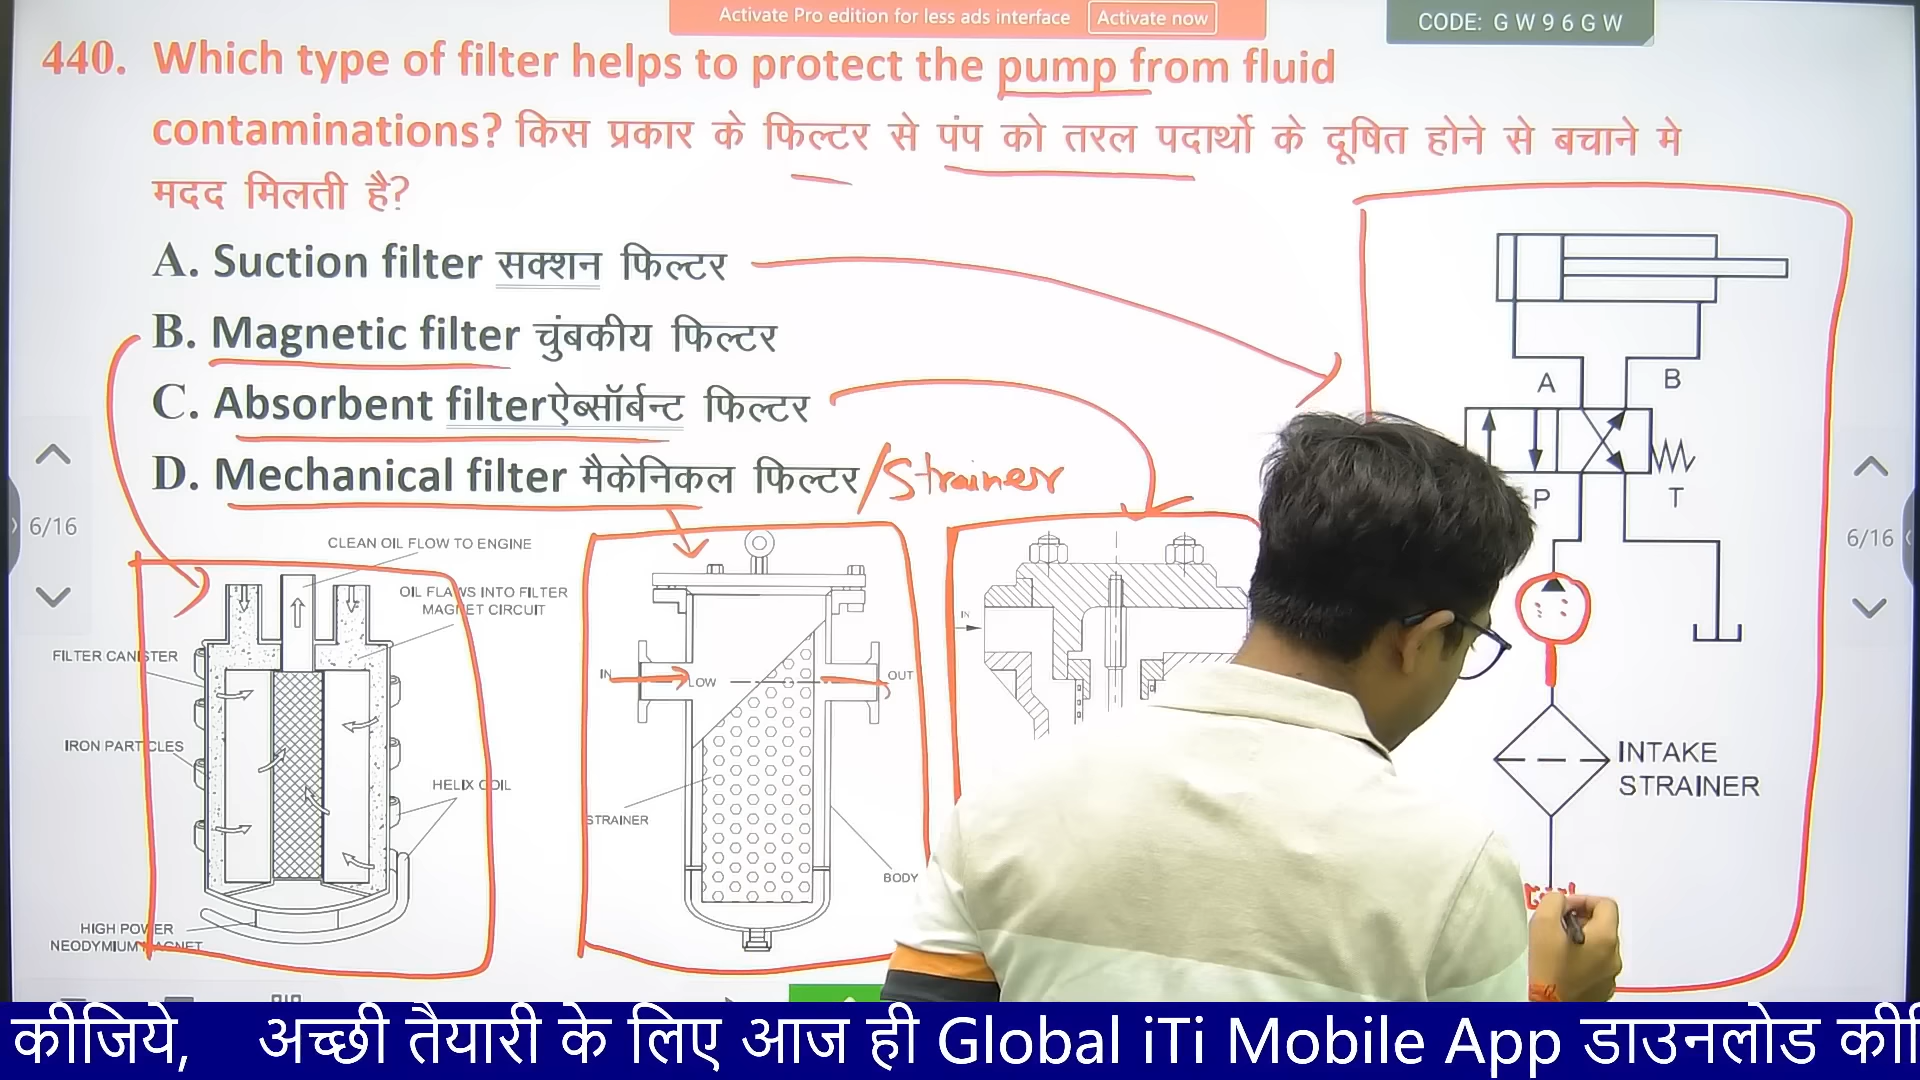 Activate Pro edition for less ads interface Activate now
CODE: G W 9 6 G W
440. Which type of filter helps to protect the pump from fluid
contaminations? किस प्रकार के फिल्टर से पंप को तरल पदार्थो के दूषित होने से बचाने मे
मदद मिलती है?
A. Suction filter सक्शन फिल्टर
B. Magnetic filter चुंबकीय फिल्टर
C. Absorbent filterऐब्सॉर्बन्ट फिल्टर
D. Mechanical filter मैकेनिकल फिल्टर/Strainer
6/16
6/16
CLEAN OIL FLOW TO ENGINE
OIL FLAWS INTO FILTER
MAGNET CIRCUIT
FILTER CANISTER
IRON PARTICLES
HELIX COIL
HIGH POWER
NEODYMIUM MAGNET
IN
LOW
OUT
STRAINER
BODY
IN
A
B
P
T
INTAKE
STRAINER
कीजिये, अच्छी तैयारी के लिए आज ही Global iTi Mobile App डाउनलोड